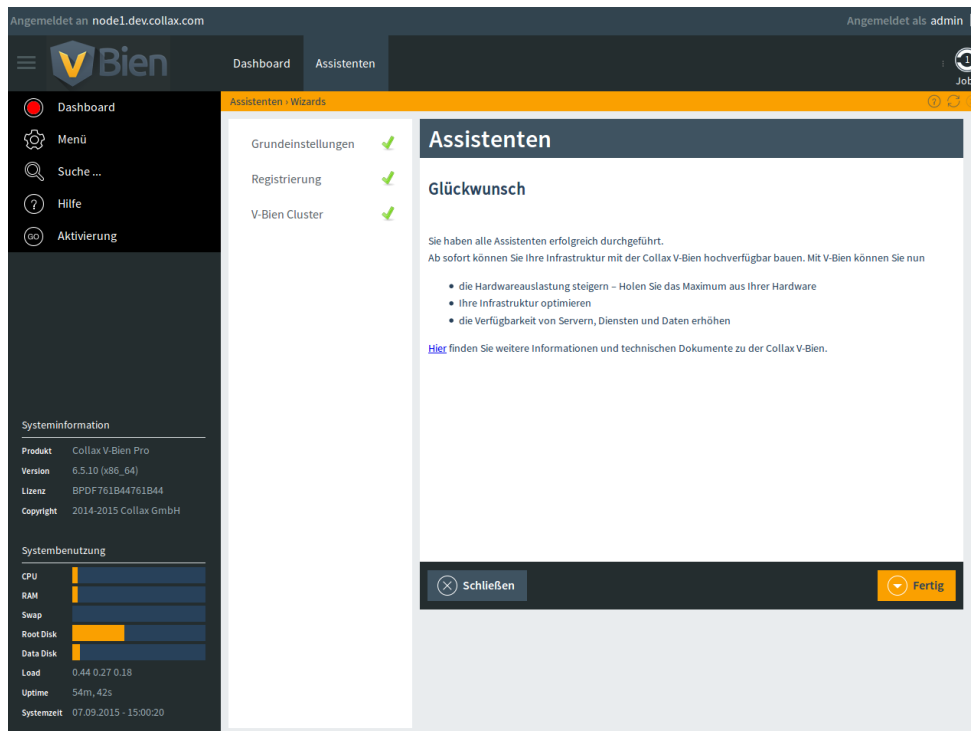 Angemeldet an node1.dev.collax.com
Angemeldet als admin
V Bien
Dashboard Assistenten
1
Job
Dashboard
Menü
Suche ...
? Hilfe
GO Aktivierung
Assistenten › Wizards
?
Grundeinstellungen
Registrierung
V-Bien Cluster
Assistenten
Glückwunsch
Sie haben alle Assistenten erfolgreich durchgeführt.
Ab sofort können Sie Ihre Infrastruktur mit der Collax V-Bien hochverfügbar bauen. Mit V-Bien können Sie nun
• die Hardwareauslastung steigern – Holen Sie das Maximum aus Ihrer Hardware
• Ihre Infrastruktur optimieren
• die Verfügbarkeit von Servern, Diensten und Daten erhöhen
Hier finden Sie weitere Informationen und technischen Dokumente zu der Collax V-Bien.
Schließen
Fertig
Systeminformation
Produkt Collax V-Bien Pro
Version 6.5.10 (x86_64)
Lizenz BPDF761B44761B44
Copyright 2014-2015 Collax GmbH
Systembenutzung
CPU
RAM
Swap
Root Disk
Data Disk
Load 0.44 0.27 0.18
Uptime 54m, 42s
Systemzeit 07.09.2015 - 15:00:20